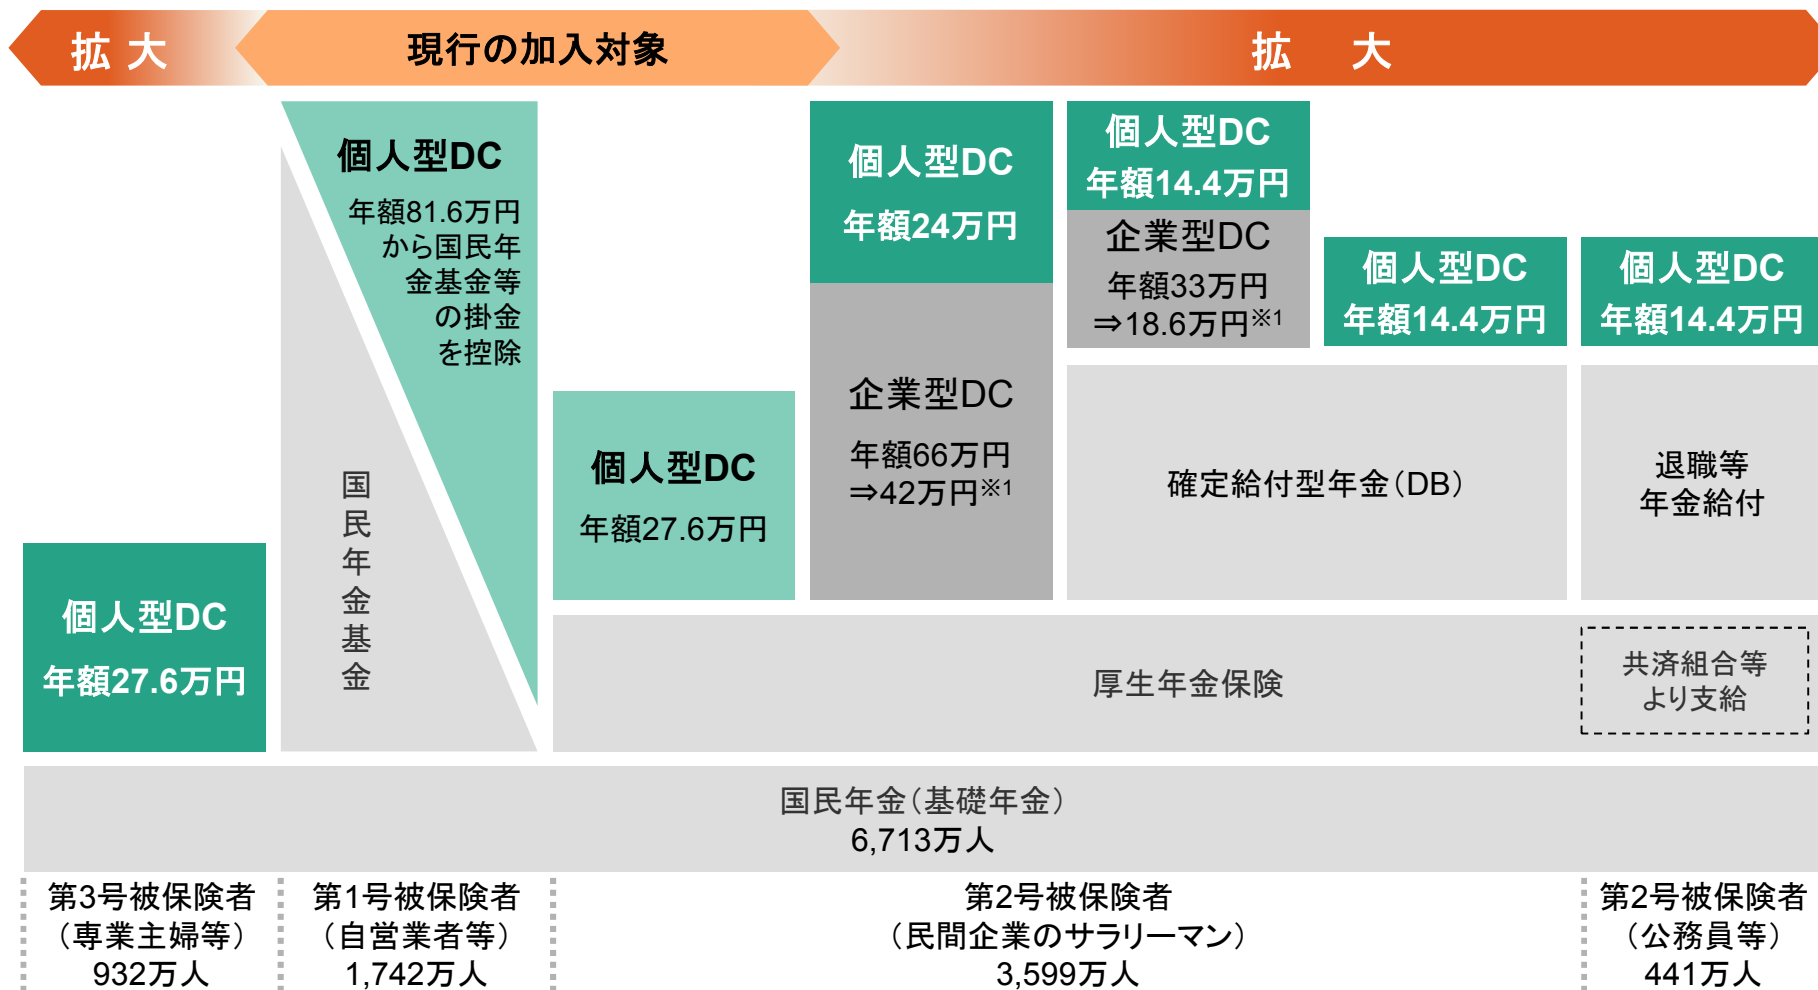 拡大
現行の加入対象
拡 大
個人型DC
年額81.6万円
から国民年
金基金等
の掛金
を控除
国民年金基金
個人型DC
年額27.6万円
個人型DC
年額27.6万円
個人型DC
年額24万円
企業型DC
年額66万円
⇒42万円※1
個人型DC
年額14.4万円
企業型DC
年額33万円
⇒18.6万円※1
個人型DC
年額14.4万円
個人型DC
年額14.4万円
確定給付型年金（DB）
退職等
年金給付
厚生年金保険
共済組合等
より支給
国民年金（基礎年金）
6,713万人
第3号被保険者
（専業主婦等）
932万人
第1号被保険者
（自営業者等）
1,742万人
第2号被保険者
（民間企業のサラリーマン）
3,599万人
第2号被保険者
（公務員等）
441万人